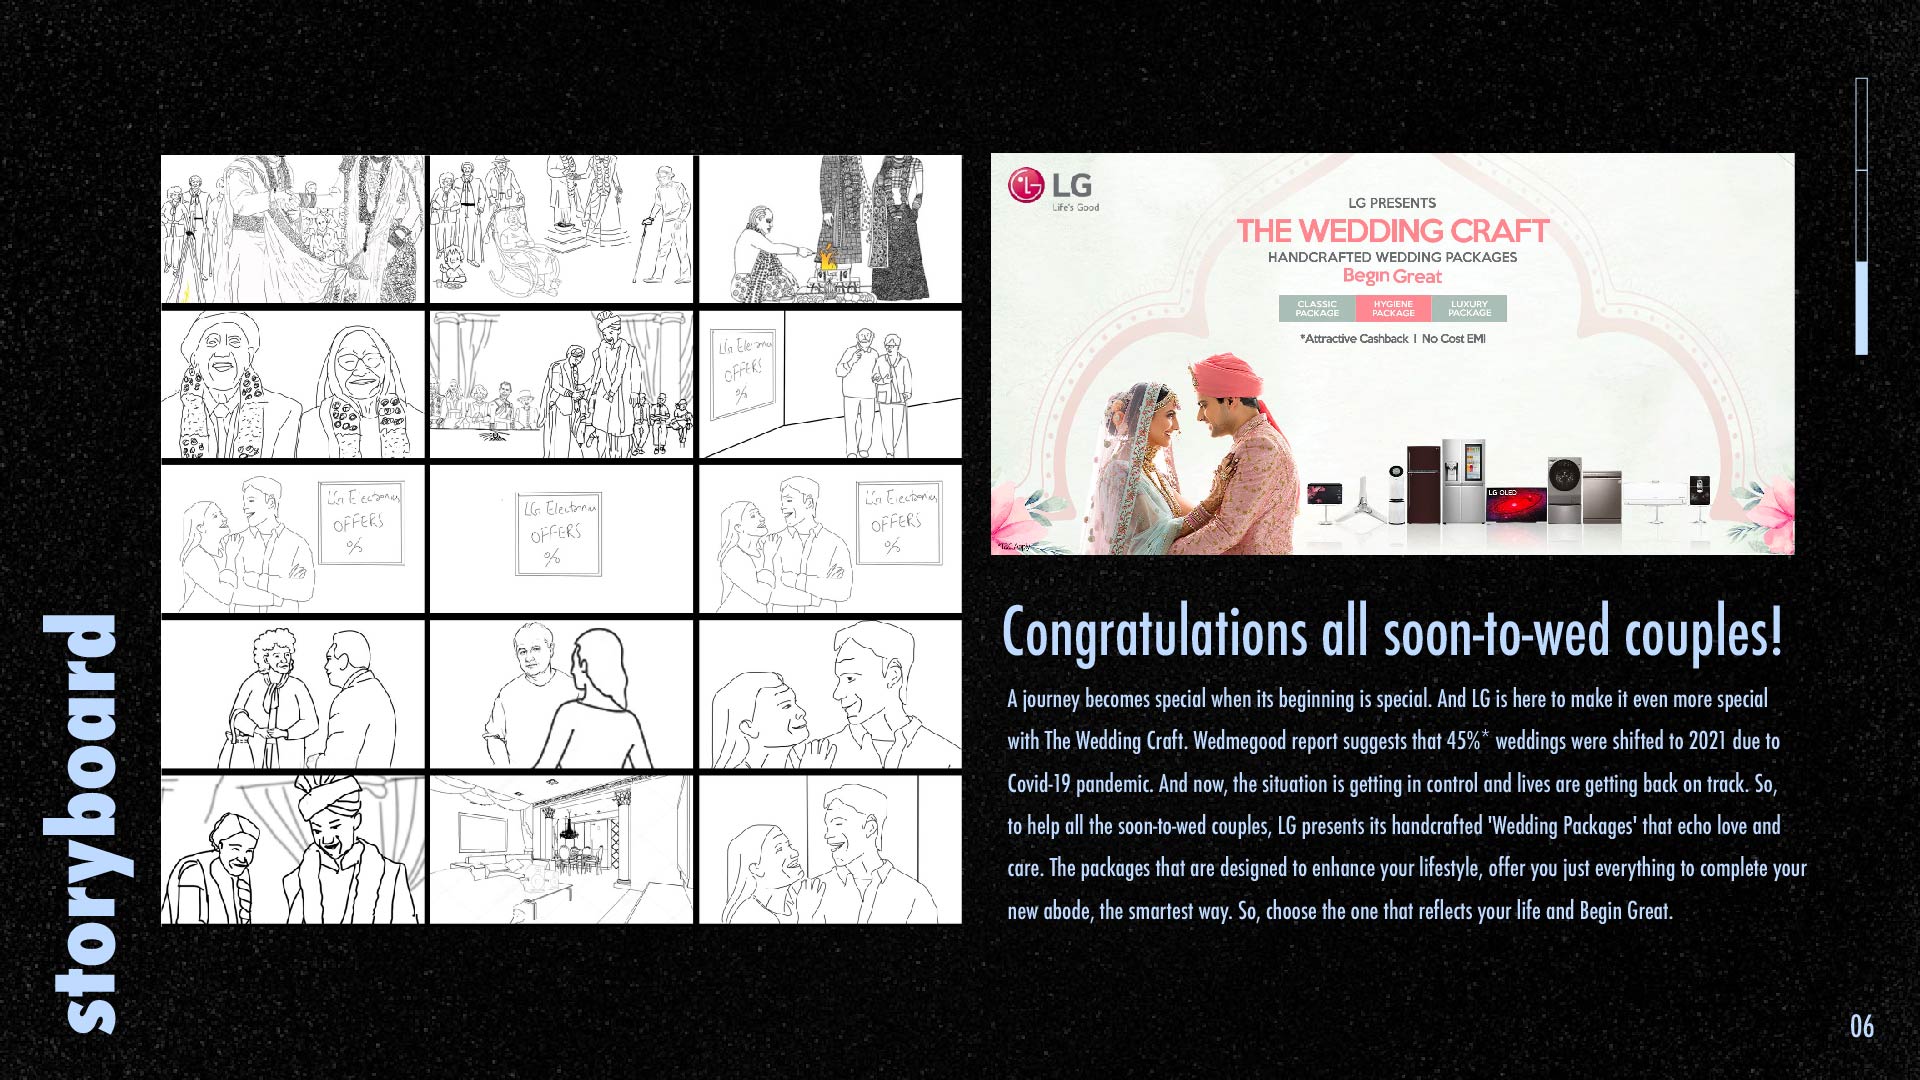 storyboard
LG Electronics
OFFERS
%
LG Electronics
OFFERS
%
LG Electronics
OFFERS
%
LG Electronics
OFFERS
%
LG
Life's Good
LG PRESENTS
THE WEDDING CRAFT
HANDCRAFTED WEDDING PACKAGES
Begin Great
CLASSIC PACKAGE
HYGIENE PACKAGE
LUXURY PACKAGE
*Attractive Cashback | No Cost EMI
LG OLED
*T&C Apply
Congratulations all soon-to-wed couples!
A journey becomes special when its beginning is special. And LG is here to make it even more special
with The Wedding Craft. Wedmegood report suggests that 45%* weddings were shifted to 2021 due to
Covid-19 pandemic. And now, the situation is getting in control and lives are getting back on track. So,
to help all the soon-to-wed couples, LG presents its handcrafted 'Wedding Packages' that echo love and
care. The packages that are designed to enhance your lifestyle, offer you just everything to complete your
new abode, the smartest way. So, choose the one that reflects your life and Begin Great.
06